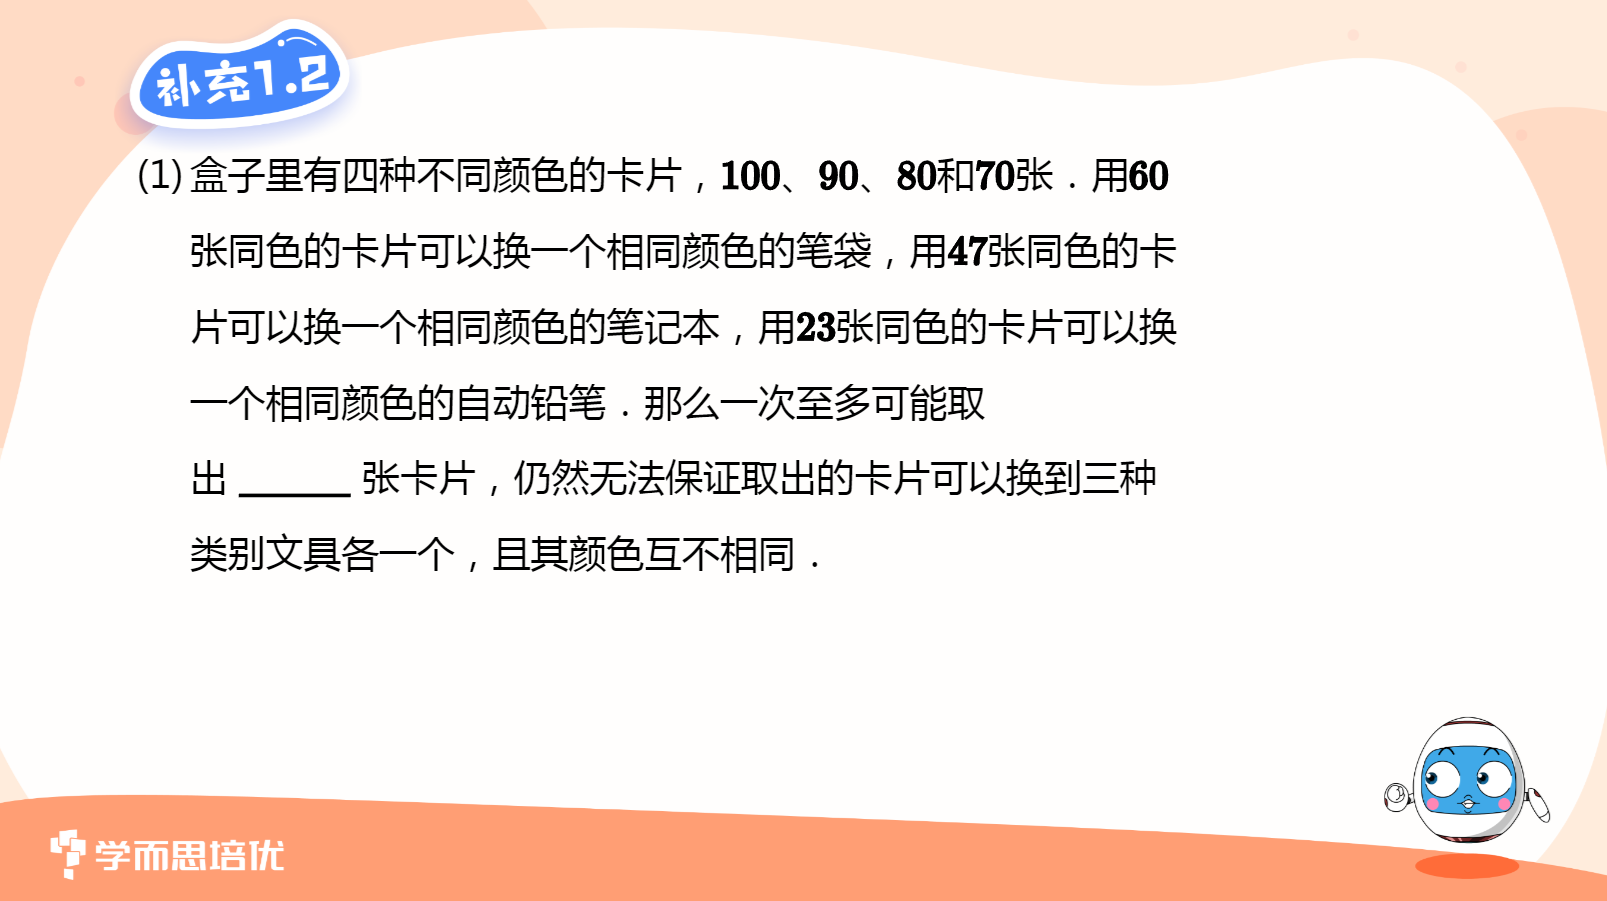 补充1.2
(1) 盒子里有四种不同颜色的卡片，100、90、80和70张．用60
张同色的卡片可以换一个相同颜色的笔袋，用47张同色的卡
片可以换一个相同颜色的笔记本，用23张同色的卡片可以换
一个相同颜色的自动铅笔．那么一次至多可能取
出 ______ 张卡片，仍然无法保证取出的卡片可以换到三种
类别文具各一个，且其颜色互不相同．
学而思培优